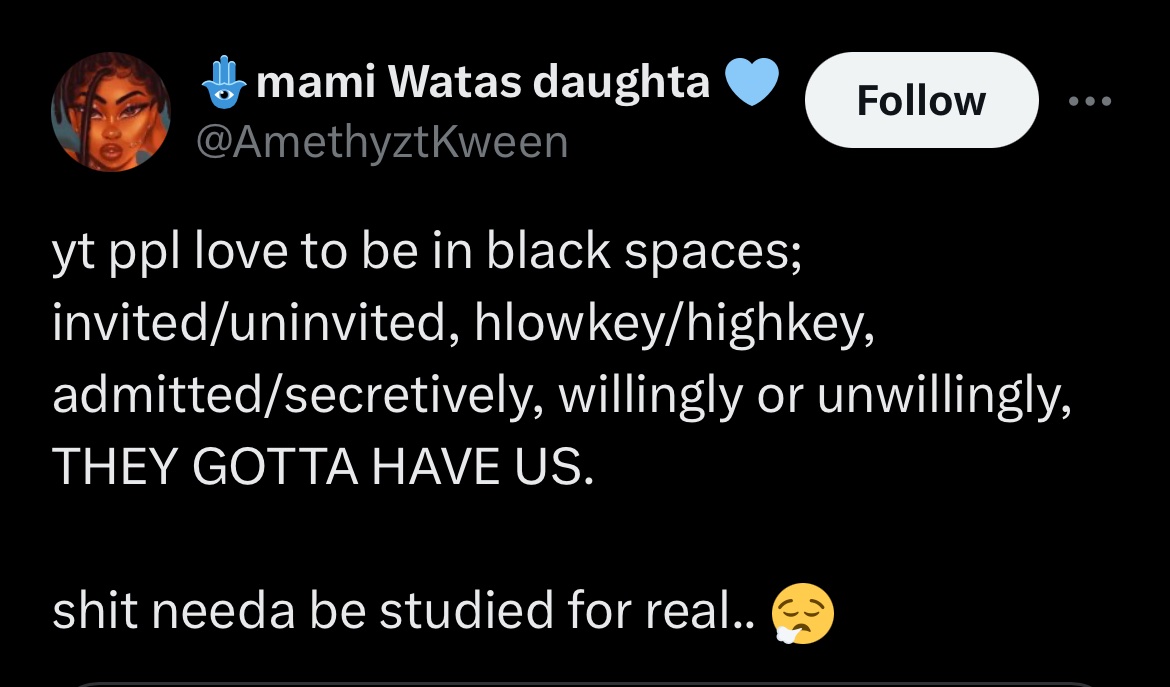 🪬mami Watas daughta 🩵
Follow
@AmethyztKween
yt ppl love to be in black spaces;
invited/uninvited, hlowkey/highkey,
admitted/secretively, willingly or unwillingly,
THEY GOTTA HAVE US.
shit needa be studied for real.. 😮‍💨